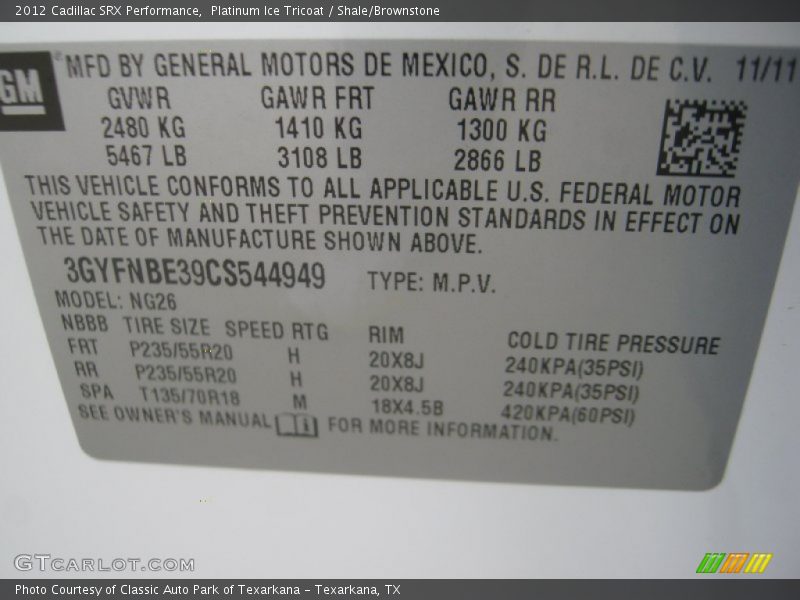 2012 Cadillac SRX Performance, Platinum Ice Tricoat / Shale/Brownstone
GM
MFD BY GENERAL MOTORS DE MEXICO, S. DE R.L. DE C.V. 11/11
GVWR GAWR FRT GAWR RR
2480 KG 1410 KG 1300 KG
5467 LB 3108 LB 2866 LB
THIS VEHICLE CONFORMS TO ALL APPLICABLE U.S. FEDERAL MOTOR
VEHICLE SAFETY AND THEFT PREVENTION STANDARDS IN EFFECT ON
THE DATE OF MANUFACTURE SHOWN ABOVE.
3GYFNBE39CS544949 TYPE: M.P.V.
MODEL: NG26
NBBB TIRE SIZE SPEED RTG RIM COLD TIRE PRESSURE
FRT P235/55R20 H 20X8J 240KPA(35PSI)
RR P235/55R20 H 20X8J 240KPA(35PSI)
SPA T135/70R18 M 18X4.5B 420KPA(60PSI)
SEE OWNER'S MANUAL FOR MORE INFORMATION.
GTCARLOT.COM
Photo Courtesy of Classic Auto Park of Texarkana - Texarkana, TX